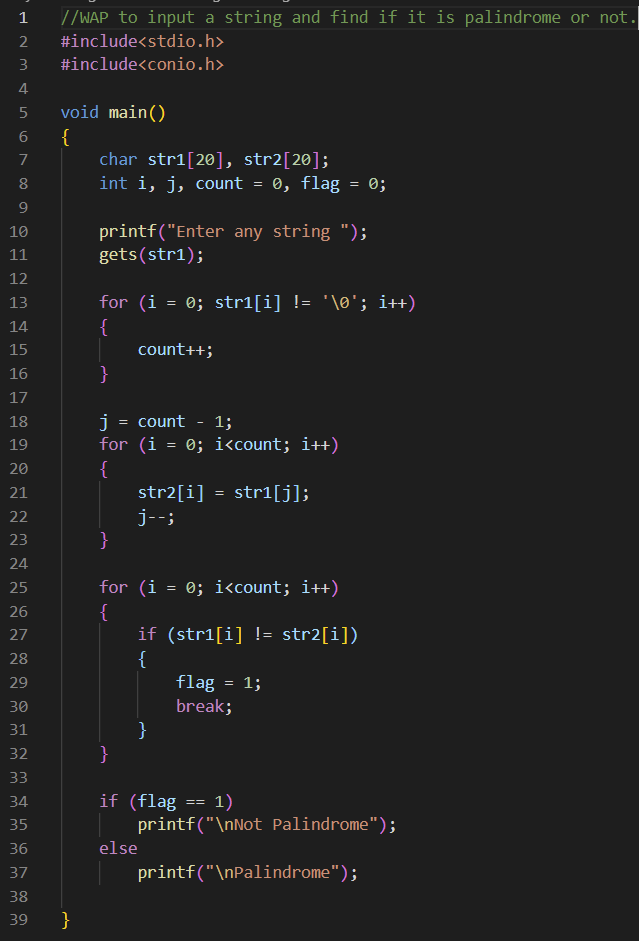 1 //WAP to input a string and find if it is palindrome or not.
2 #include<stdio.h>
3 #include<conio.h>
4
5 void main()
6 {
7     char str1[20], str2[20];
8     int i, j, count = 0, flag = 0;
9
10     printf("Enter any string ");
11     gets(str1);
12
13     for (i = 0; str1[i] != '\0'; i++)
14     {
15         count++;
16     }
17
18     j = count - 1;
19     for (i = 0; i<count; i++)
20     {
21         str2[i] = str1[j];
22         j--;
23     }
24
25     for (i = 0; i<count; i++)
26     {
27         if (str1[i] != str2[i])
28         {
29             flag = 1;
30             break;
31         }
32     }
33
34     if (flag == 1)
35         printf("\nNot Palindrome");
36     else
37         printf("\nPalindrome");
38
39 }